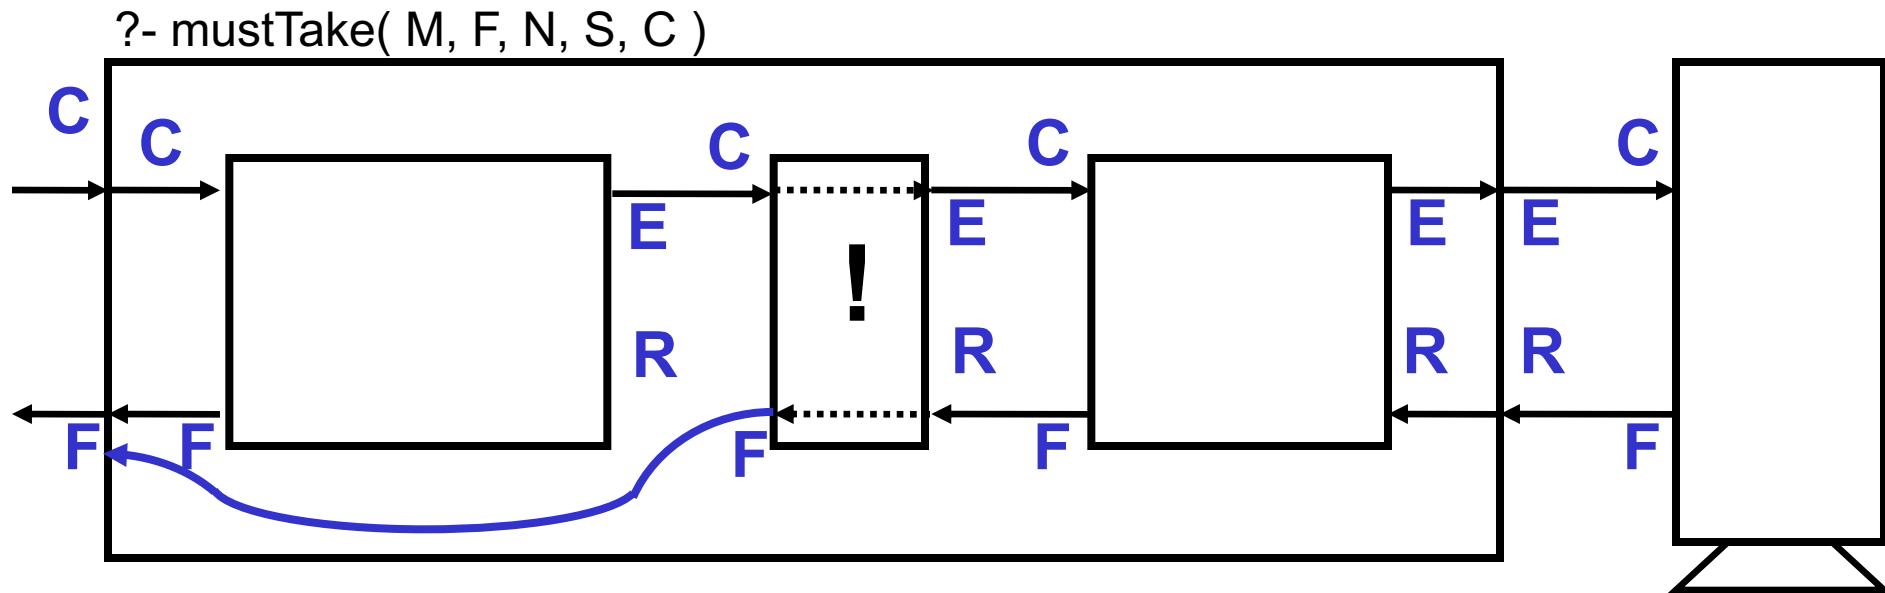 ?- mustTake( M, F, N, S, C )
C
C C C C
E E E E
!
R R R R
F F F F F